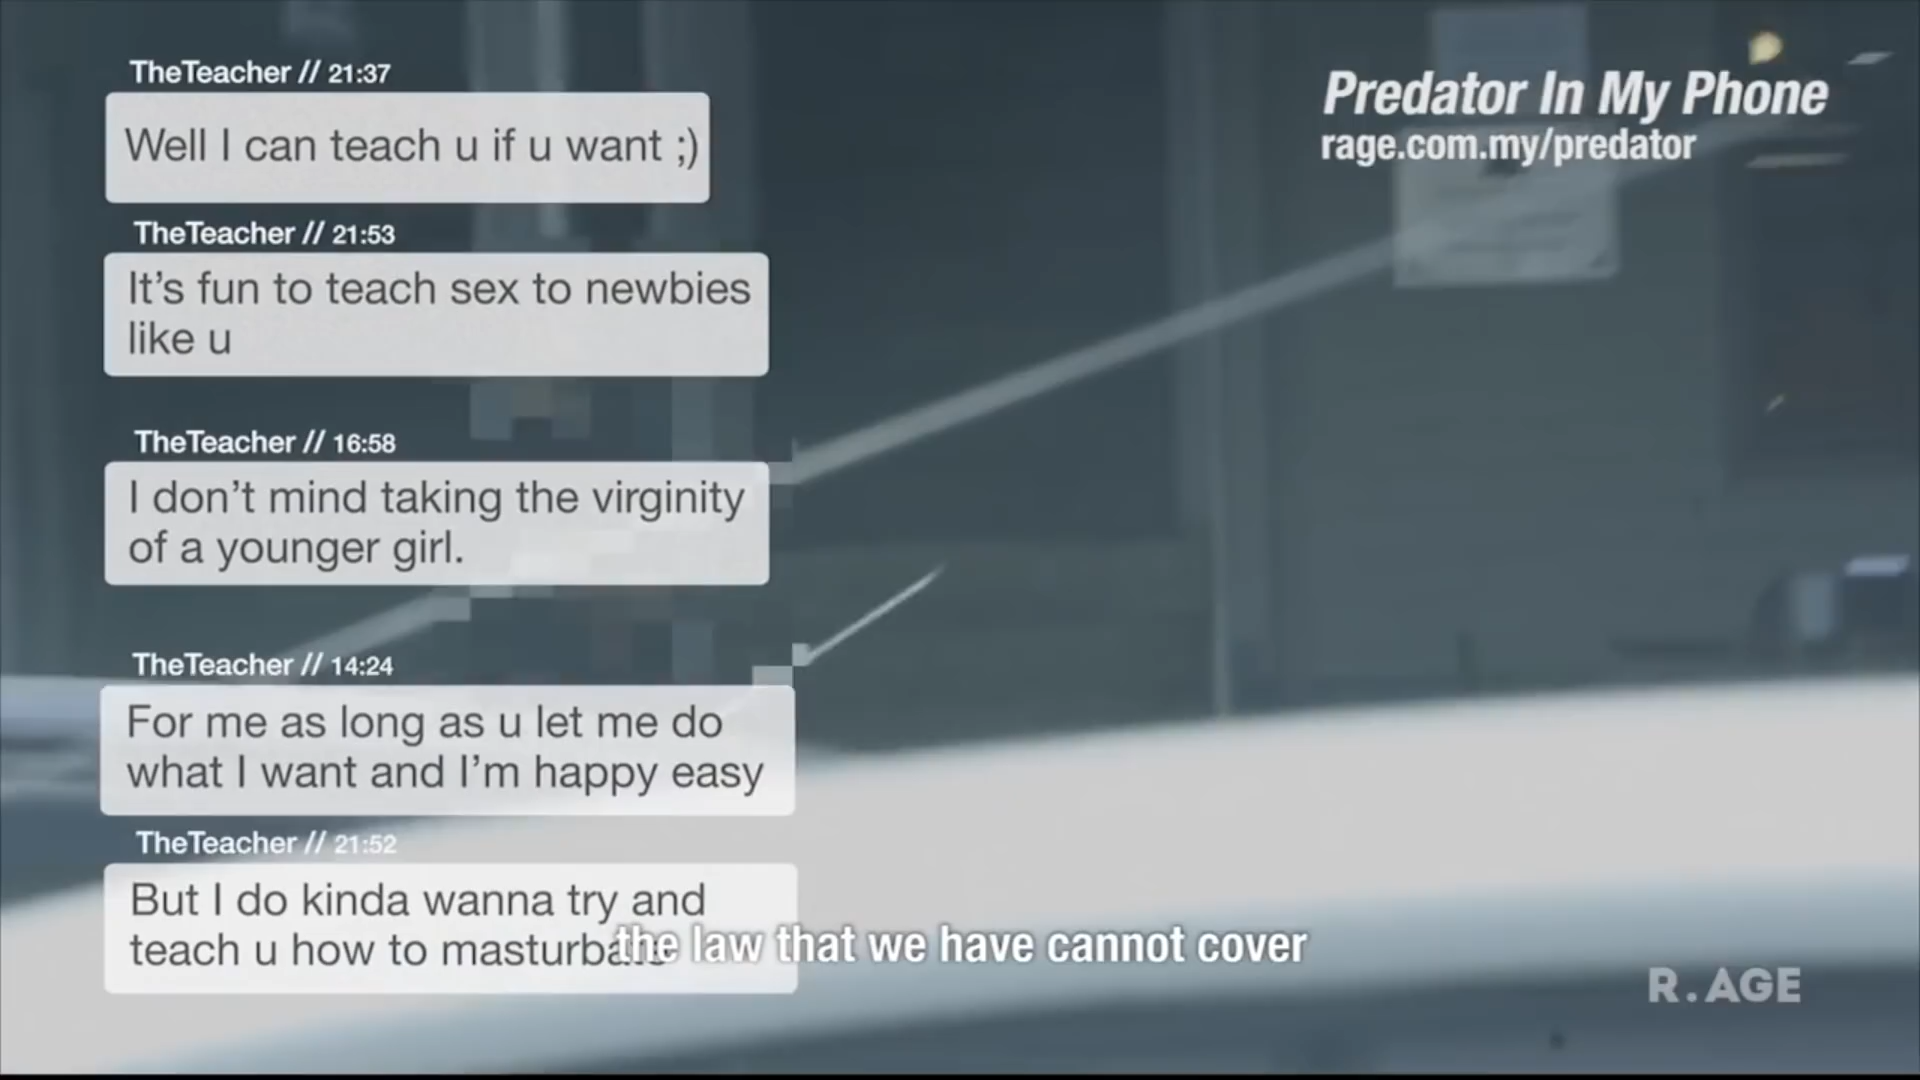 TheTeacher // 21:37
Well I can teach u if u want ;)
TheTeacher // 21:53
It's fun to teach sex to newbies
like u
TheTeacher // 16:58
I don't mind taking the virginity
of a younger girl.
TheTeacher // 14:24
For me as long as u let me do
what I want and I'm happy easy
TheTeacher // 21:52
But I do kinda wanna try and
teach u how to
the law that we have cannot cover
Predator In My Phone
rage.com.my/predator
R.AGE